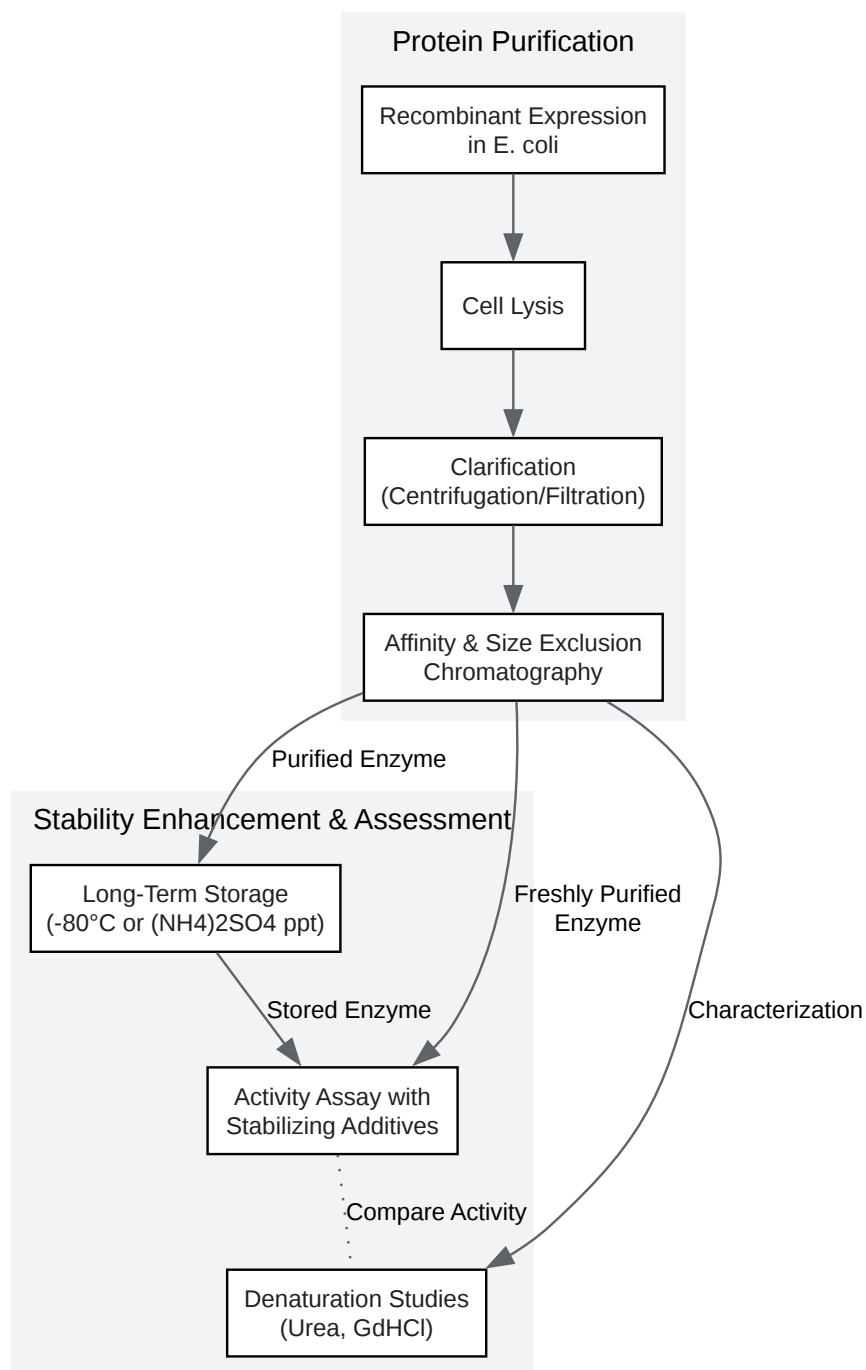 Protein Purification
Recombinant Expression
in E. coli
Cell Lysis
Clarification
(Centrifugation/Filtration)
Affinity & Size Exclusion
Chromatography
Purified Enzyme
Stability Enhancement & Assessment
Long-Term Storage
(-80°C or (NH4)2SO4 ppt)
Freshly Purified
Enzyme
Stored Enzyme
Characterization
Activity Assay with
Stabilizing Additives
Compare Activity
Denaturation Studies
(Urea, GdHCl)